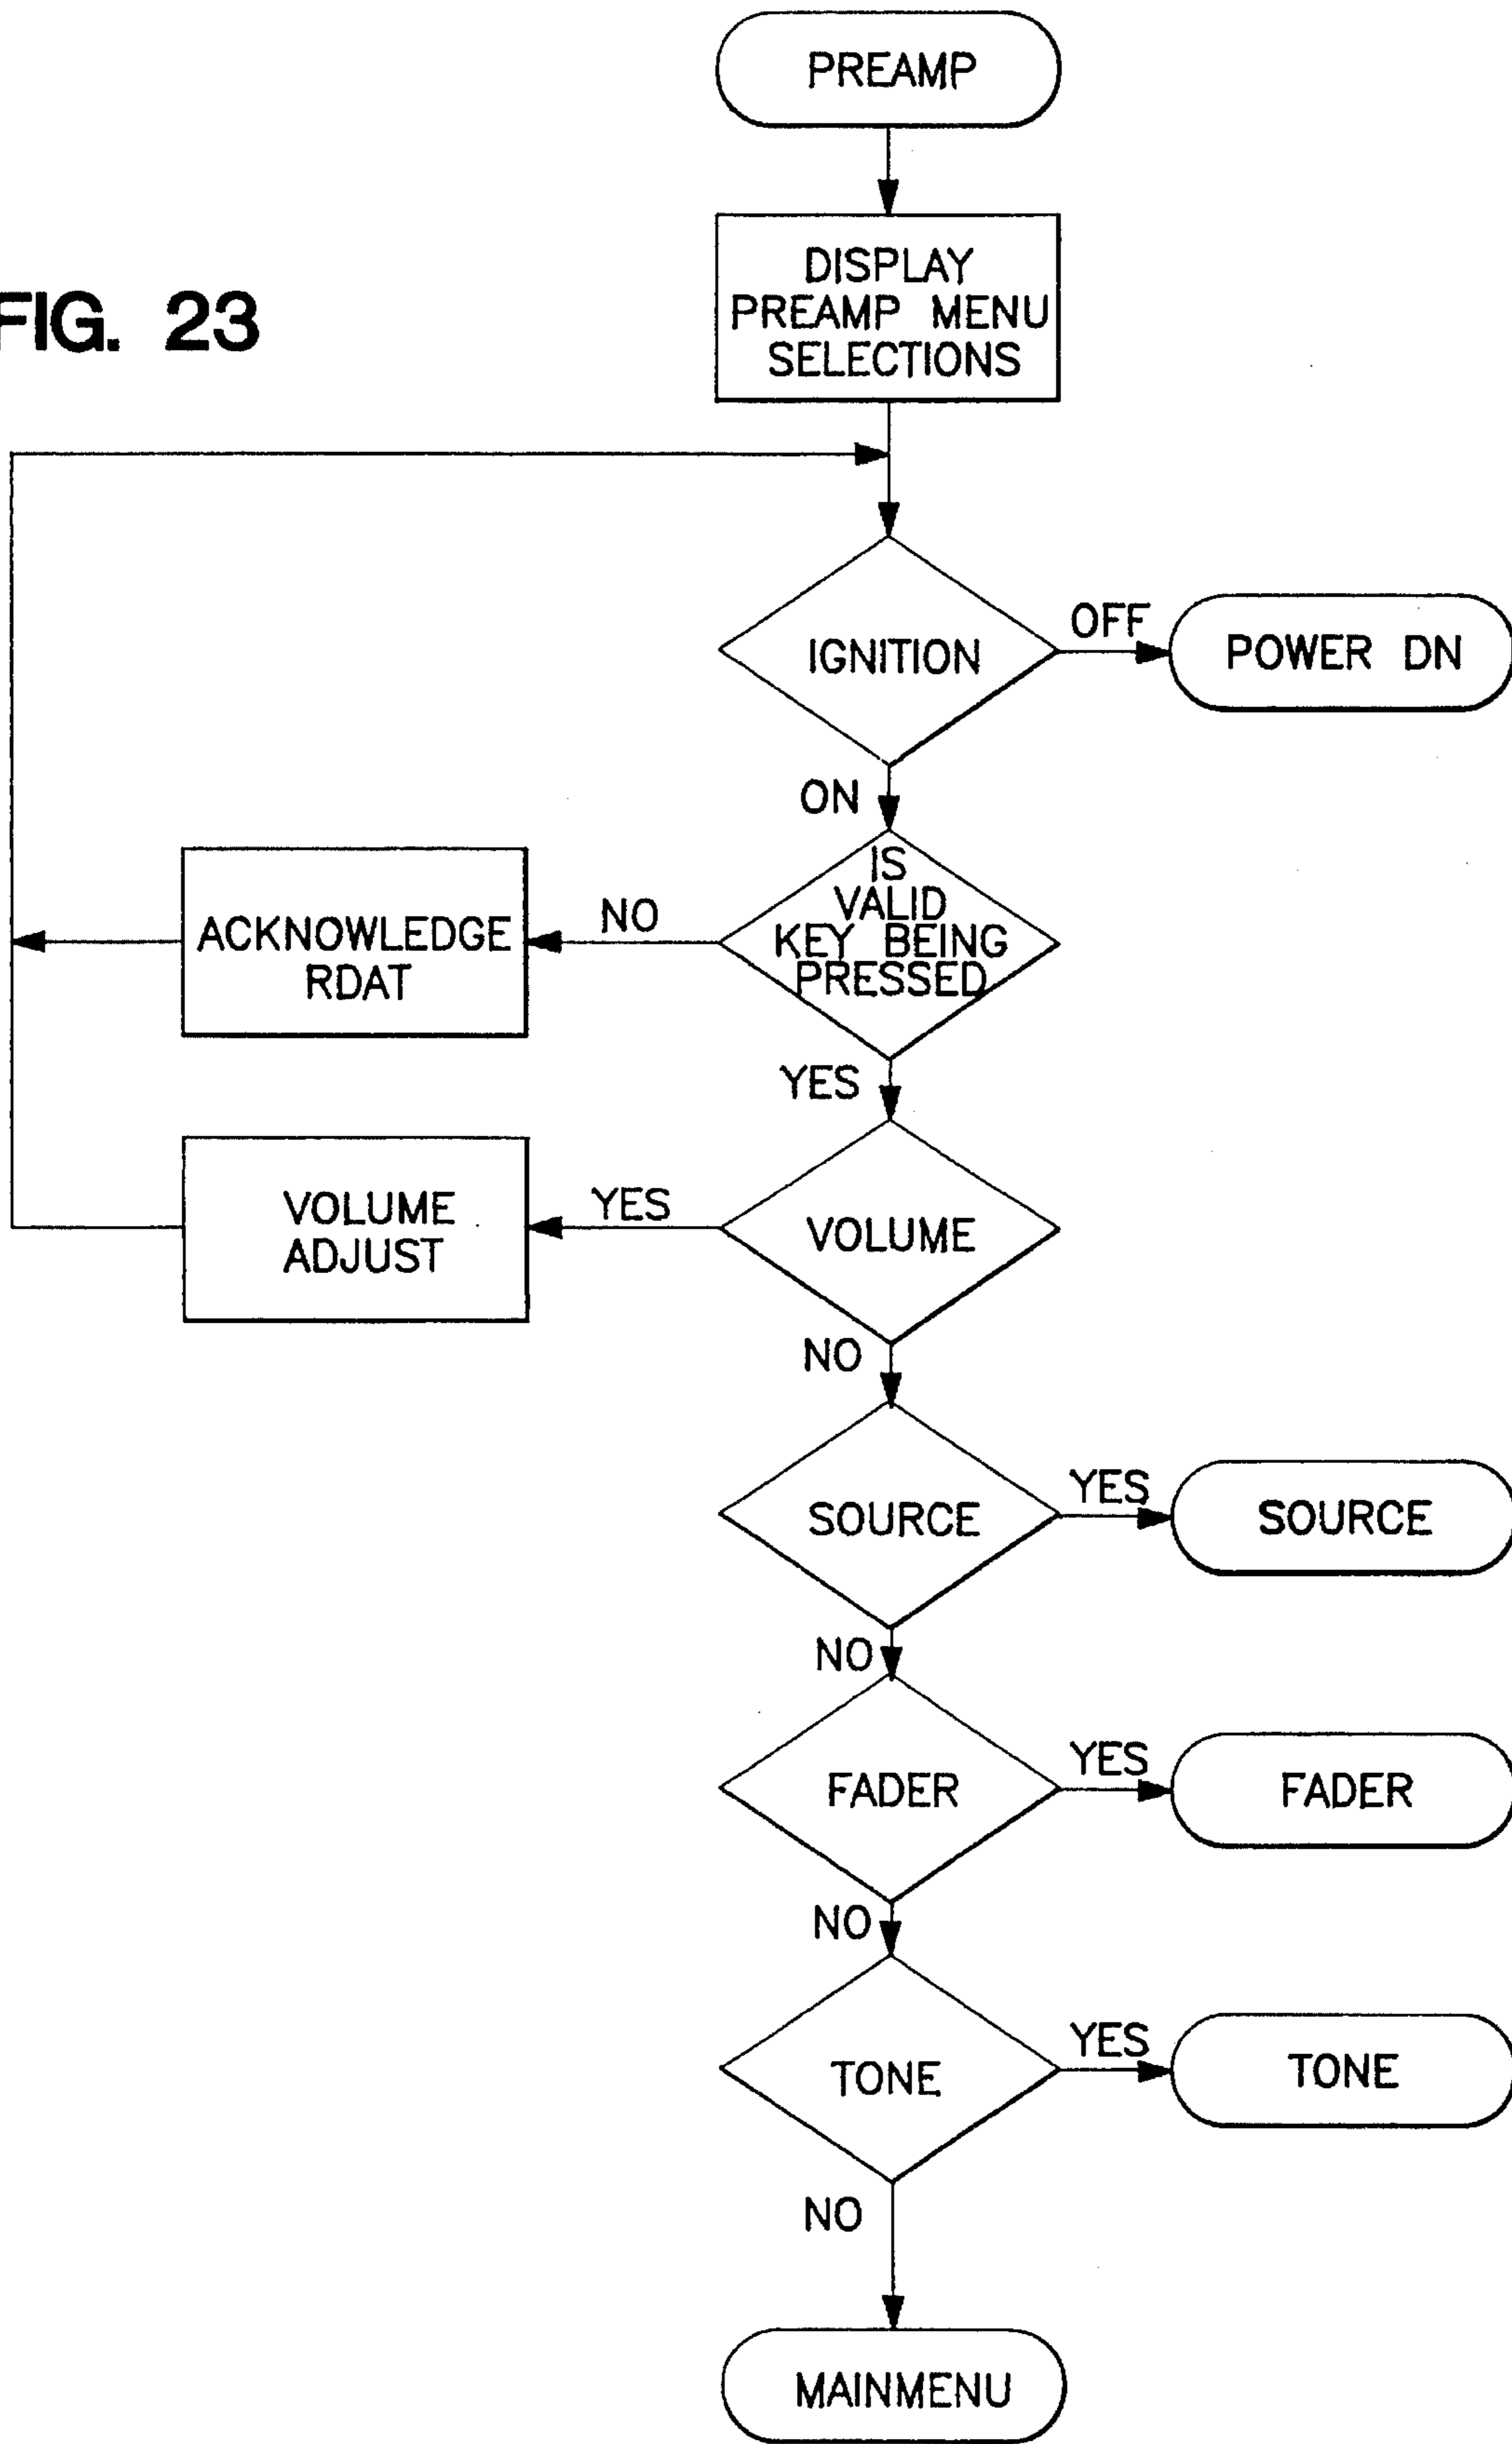 PREAMP
DISPLAY
PREAMP MENU
SELECTIONS
FIG. 23
IGNITION
OFF
POWER DN
ON
IS
VALID
KEY BEING
PRESSED
NO
ACKNOWLEDGE
RDAT
YES
VOLUME
YES
VOLUME
ADJUST
NO
SOURCE
YES
SOURCE
NO
FADER
YES
FADER
NO
TONE
YES
TONE
NO
MAINMENU